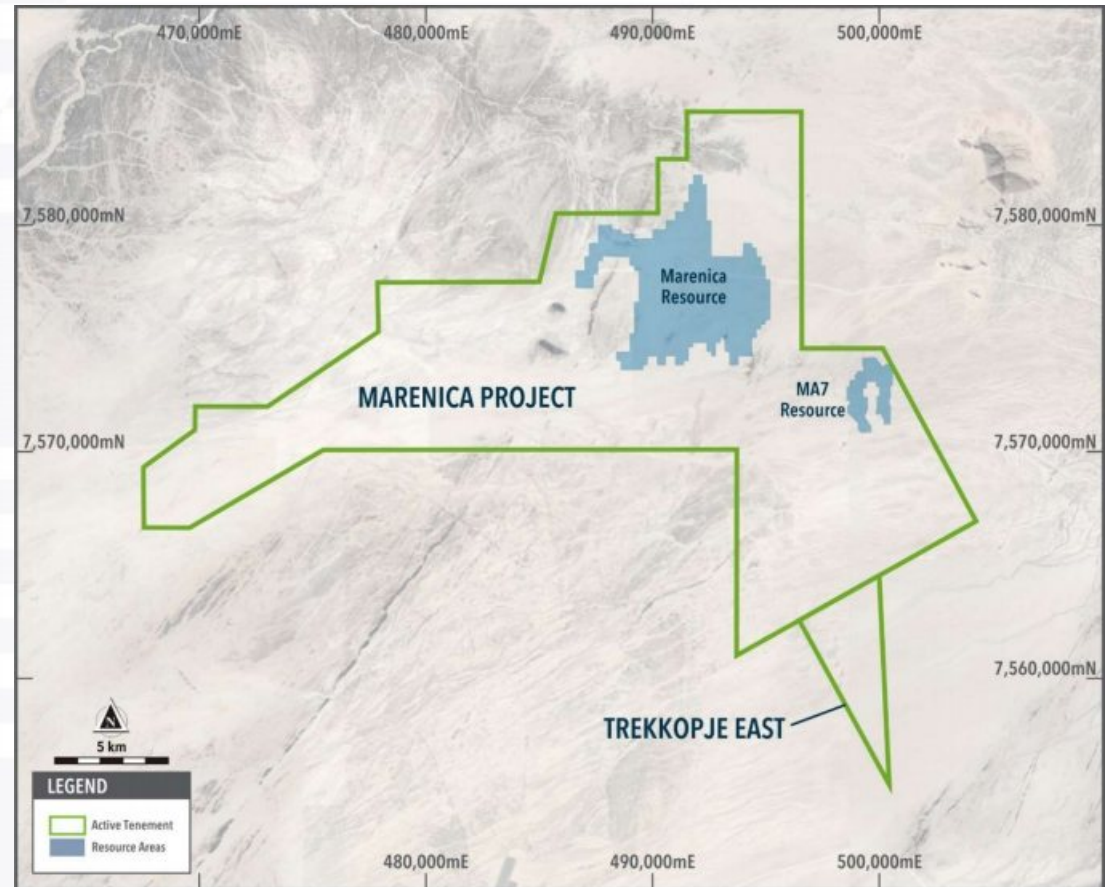 470,000mE 480,000mE 490,000mE 500,000mE
7,580,000mN 7,580,000mN
Marenica
Resource
MARENICA PROJECT
MA7
Resource
7,570,000mN 7,570,000mN
7,560,000mN
TREKKOPJE EAST
N
5 km
LEGEND
Active Tenement
Resource Areas
480,000mE 490,000mE 500,000mE